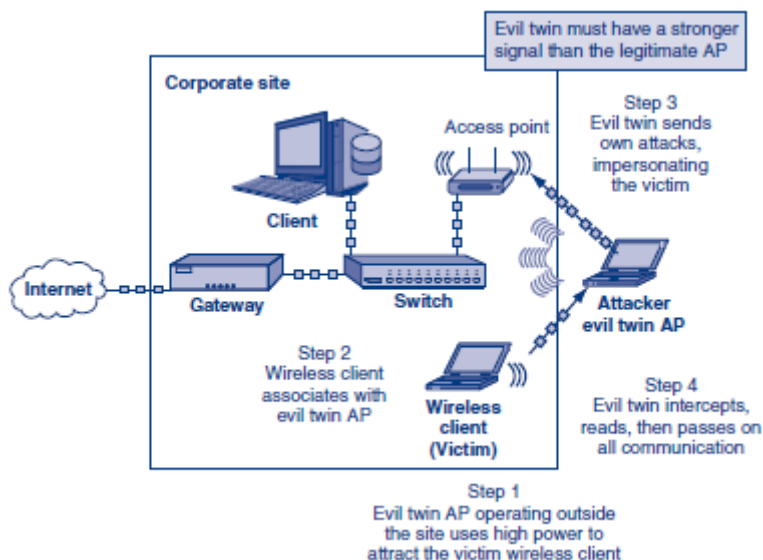 Evil twin must have a stronger
signal than the legitimate AP
Corporate site
Step 3
Evil twin sends
own attacks,
impersonating
the victim
Access point
Client
Internet
Gateway
Switch
Attacker
evil twin AP
Step 2
Wireless client
associates with
evil twin AP
Wireless
client
(Victim)
Step 4
Evil twin intercepts,
reads, then passes on
all communication
Step 1
Evil twin AP operating outside
the site uses high power to
attract the victim wireless client